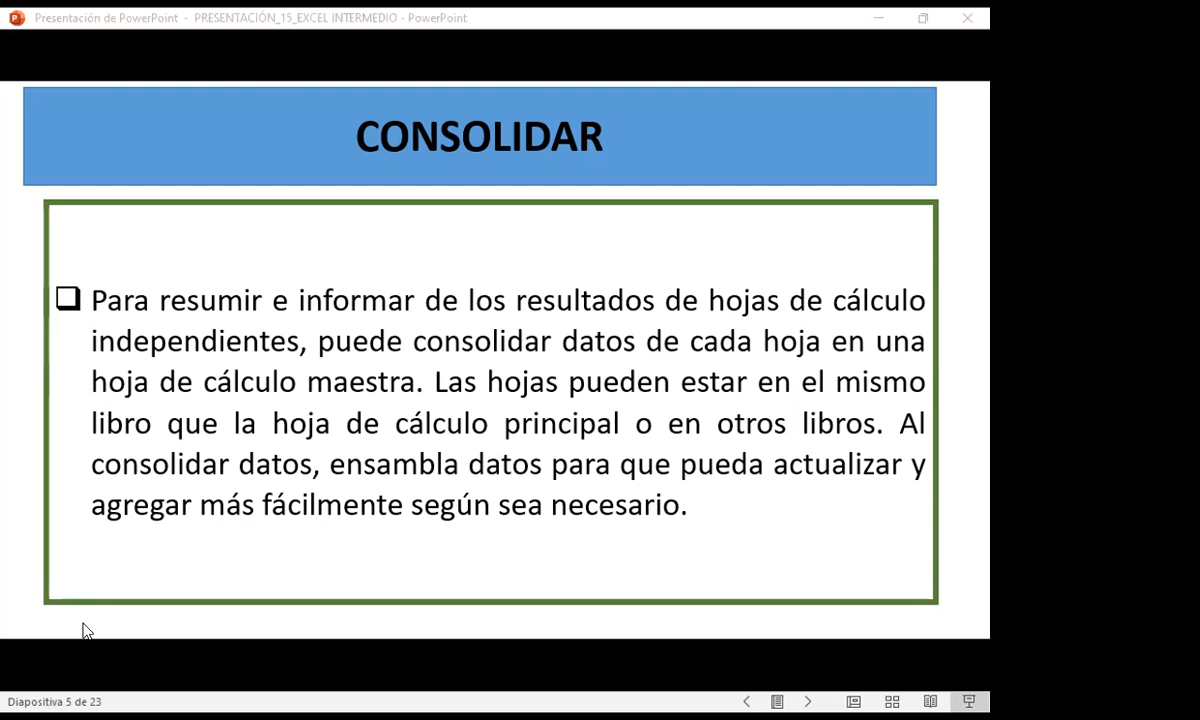 Presentación de PowerPoint - PRESENTACIÓN_15_EXCEL INTERMEDIO - PowerPoint
CONSOLIDAR
Para resumir e informar de los resultados de hojas de cálculo
independientes, puede consolidar datos de cada hoja en una
hoja de cálculo maestra. Las hojas pueden estar en el mismo
libro que la hoja de cálculo principal o en otros libros. Al
consolidar datos, ensambla datos para que pueda actualizar y
agregar más fácilmente según sea necesario.
Diapositiva 5 de 23